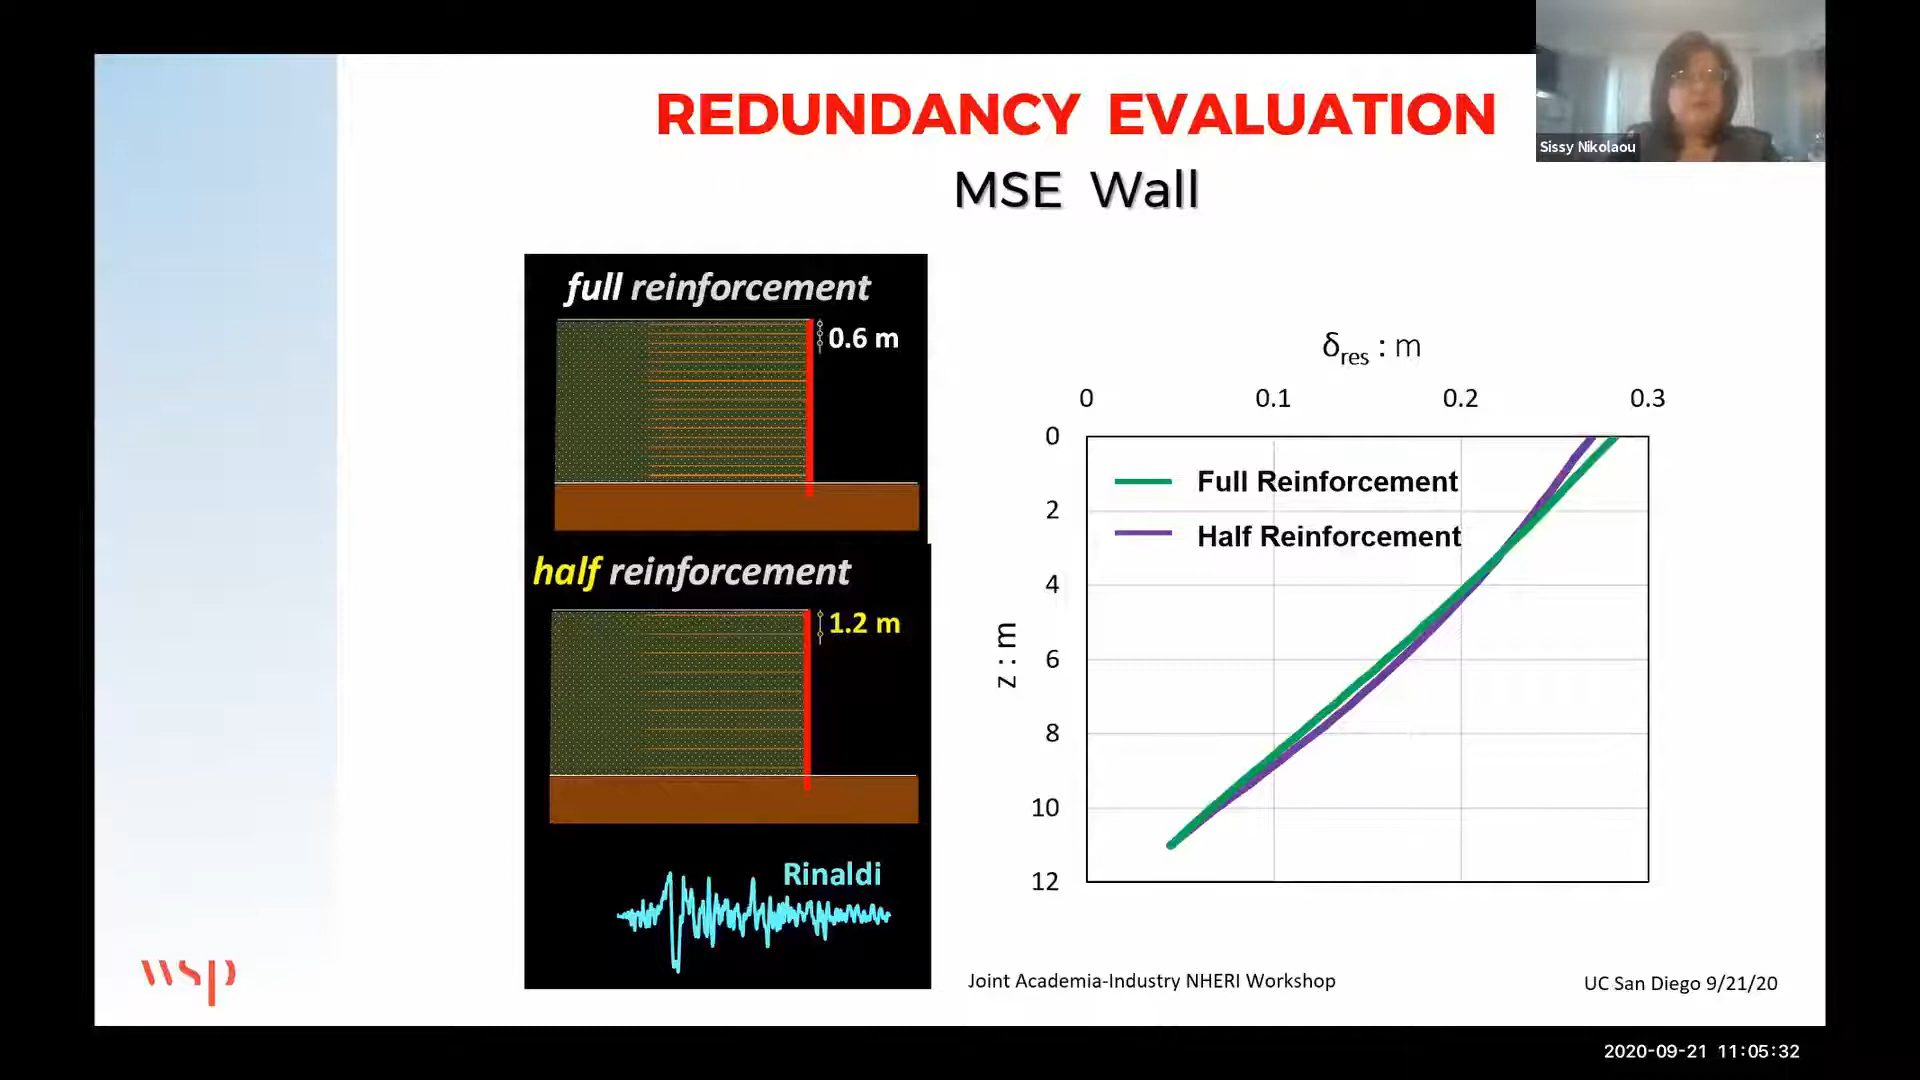 REDUNDANCY EVALUATION
MSE Wall
Sissy Nikolaou
full reinforcement
0.6 m
half reinforcement
1.2 m
Rinaldi
δres : m
0 0.1 0.2 0.3
0
2
4
6
8
10
12
z : m
Full Reinforcement
Half Reinforcement
wsp
Joint Academia-Industry NHERI Workshop
UC San Diego 9/21/20
2020-09-21 11:05:32